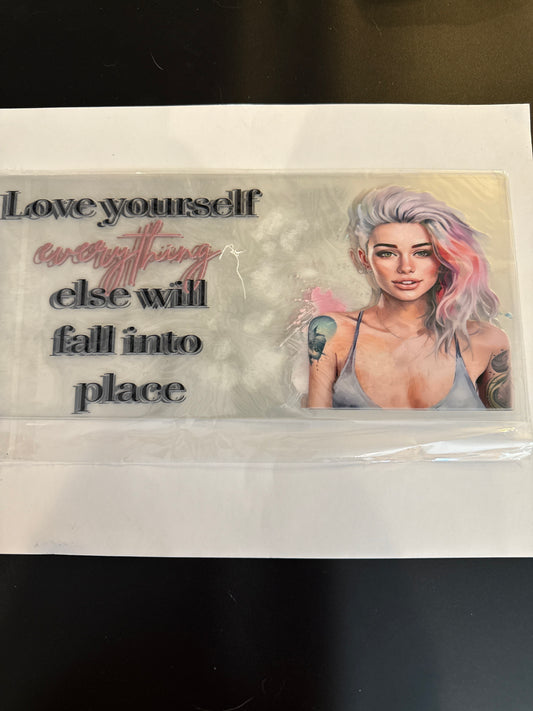 Love yourself
everything
else will
fall into
place